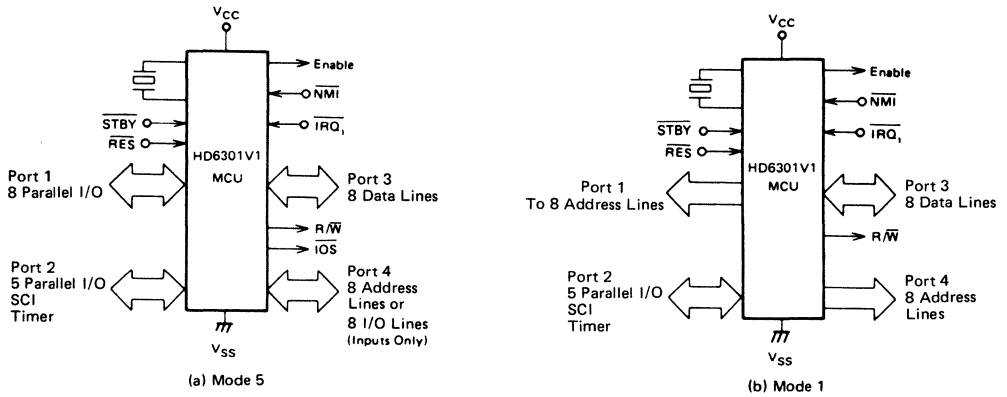 VCC
Enable
NMI
STBY
IRQ1
RES
HD6301V1
MCU
Port 1
8 Parallel I/O
Port 3
8 Data Lines
R/W
IOS
Port 2
5 Parallel I/O
SCI
Timer
Port 4
8 Address
Lines or
8 I/O Lines
(Inputs Only)
VSS
(a) Mode 5
VCC
Enable
NMI
STBY
IRQ1
RES
HD6301V1
MCU
Port 1
To 8 Address Lines
Port 3
8 Data Lines
R/W
Port 2
5 Parallel I/O
SCI
Timer
Port 4
8 Address
Lines
VSS
(b) Mode 1